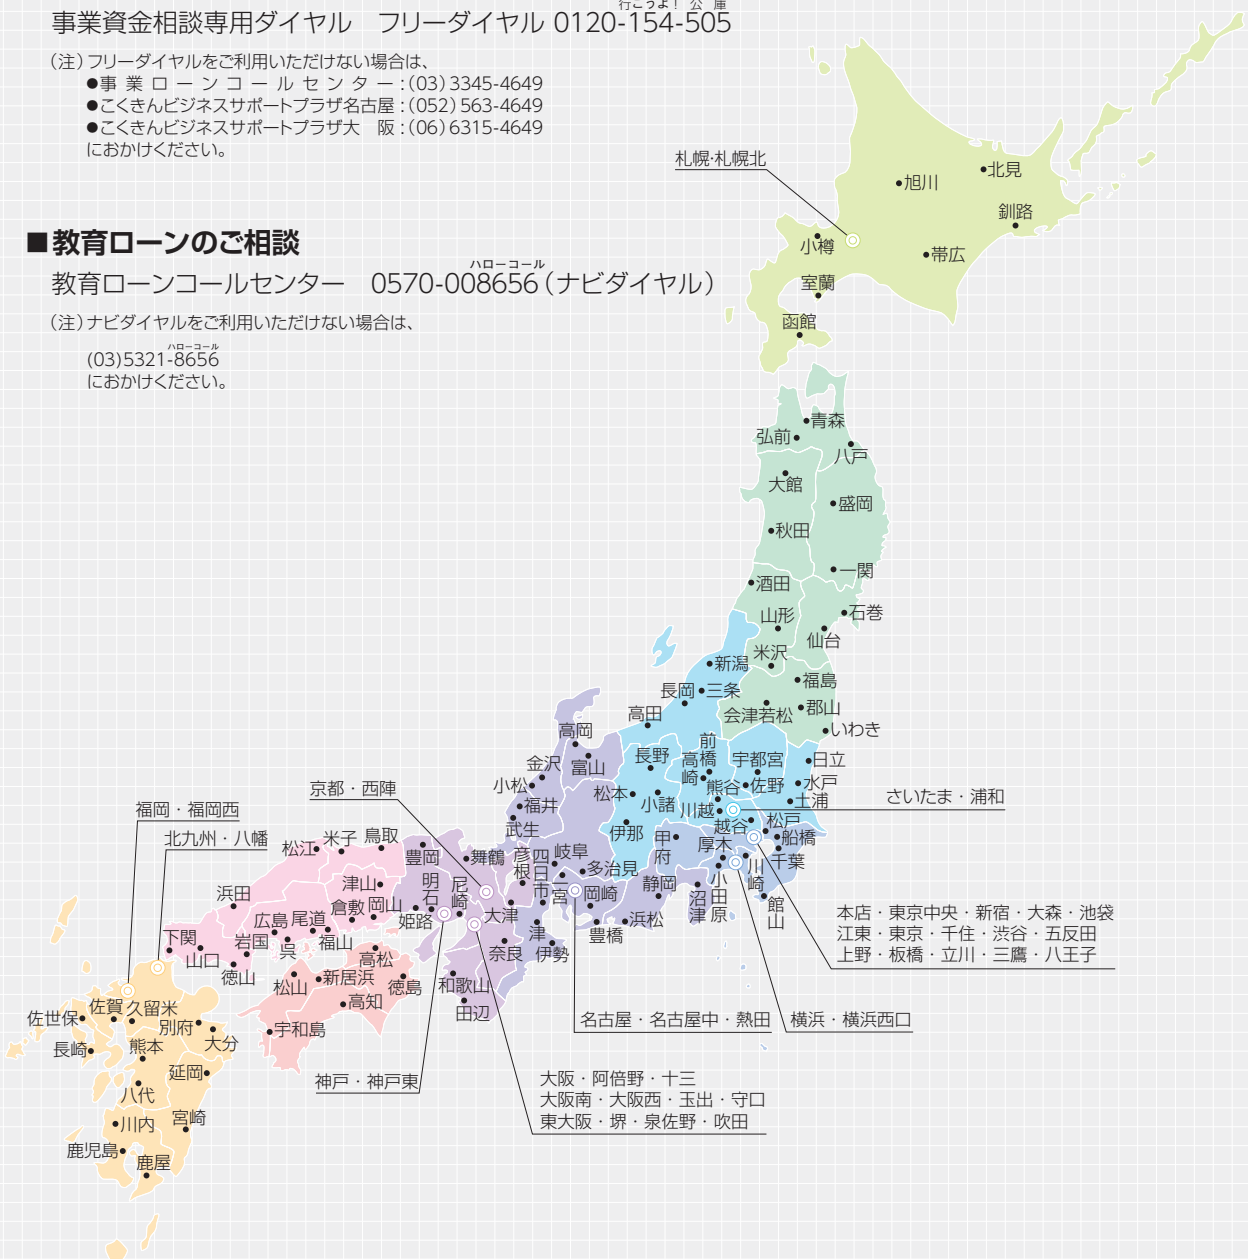 行こうよ！ 公 庫
事業資金相談専用ダイヤル　フリーダイヤル 0120-154-505
（注）フリーダイヤルをご利用いただけない場合は、
●事業ローンコールセンター：(03)3345-4649
●こくきんビジネスサポートプラザ名古屋：(052)563-4649
●こくきんビジネスサポートプラザ大　阪：(06)6315-4649
におかけください。
■教育ローンのご相談
ハローコール
教育ローンコールセンター　0570-008656（ナビダイヤル）
（注）ナビダイヤルをご利用いただけない場合は、
ハローコール
(03)5321-8656
におかけください。
札幌・札幌北
旭川
北見
釧路
小樽
帯広
室蘭
函館
青森
弘前
八戸
大館
盛岡
秋田
一関
酒田
石巻
山形
仙台
米沢
新潟
福島
長岡
三条
会津若松
郡山
いわき
高田
高岡
富山
金沢
小松
福井
武生
長野
前橋
高崎
宇都宮
日立
熊谷
佐野
水戸
土浦
松本
小諸
川越
さいたま・浦和
越谷
松戸
船橋
千葉
伊那
甲府
厚木
川崎
小田原
館山
京都・西陣
福岡・福岡西
北九州・八幡
松江
米子
鳥取
豊岡
舞鶴
彦根
四日市
岐阜
一宮
多治見
岡崎
静岡
沼津
浜松
豊橋
津
伊勢
浜田
津山
明石
尼崎
姫路
大津
奈良
広島
尾道
倉敷
岡山
下関
山口
岩国
呉
福山
徳山
高松
松山
新居浜
徳島
高知
宇和島
和歌山
田辺
本店・東京中央・新宿・大森・池袋
江東・東京・千住・渋谷・五反田
上野・板橋・立川・三鷹・八王子
名古屋・名古屋中・熱田
横浜・横浜西口
神戸・神戸東
大阪・阿倍野・十三
大阪南・大阪西・玉出・守口
東大阪・堺・泉佐野・吹田
佐世保
佐賀
久留米
別府
大分
長崎
熊本
延岡
八代
川内
宮崎
鹿児島
鹿屋